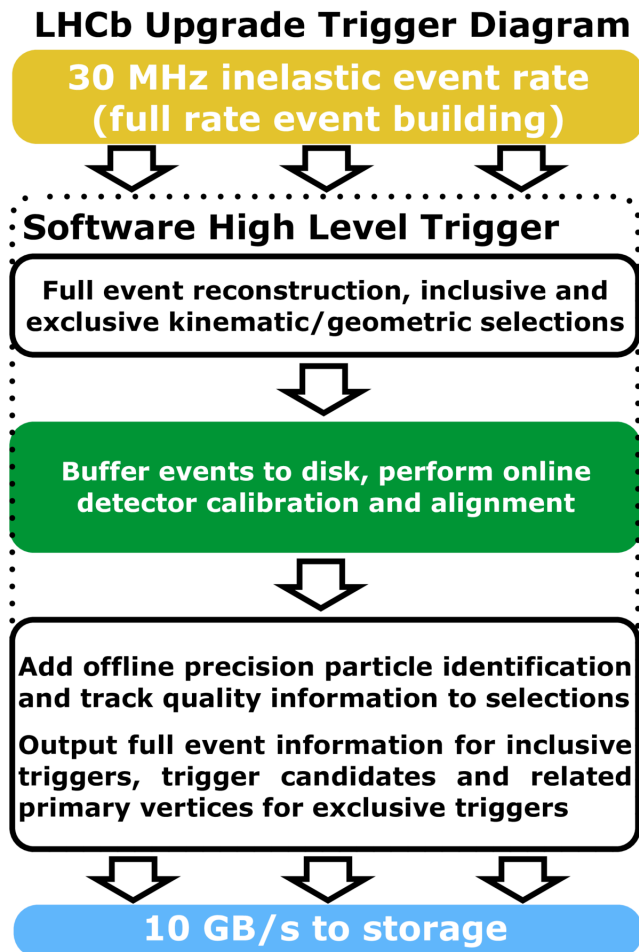 LHCb Upgrade Trigger Diagram
30 MHz inelastic event rate
(full rate event building)
Software High Level Trigger
Full event reconstruction, inclusive and
exclusive kinematic/geometric selections
Buffer events to disk, perform online
detector calibration and alignment
Add offline precision particle identification
and track quality information to selections
Output full event information for inclusive
triggers, trigger candidates and related
primary vertices for exclusive triggers
10 GB/s to storage